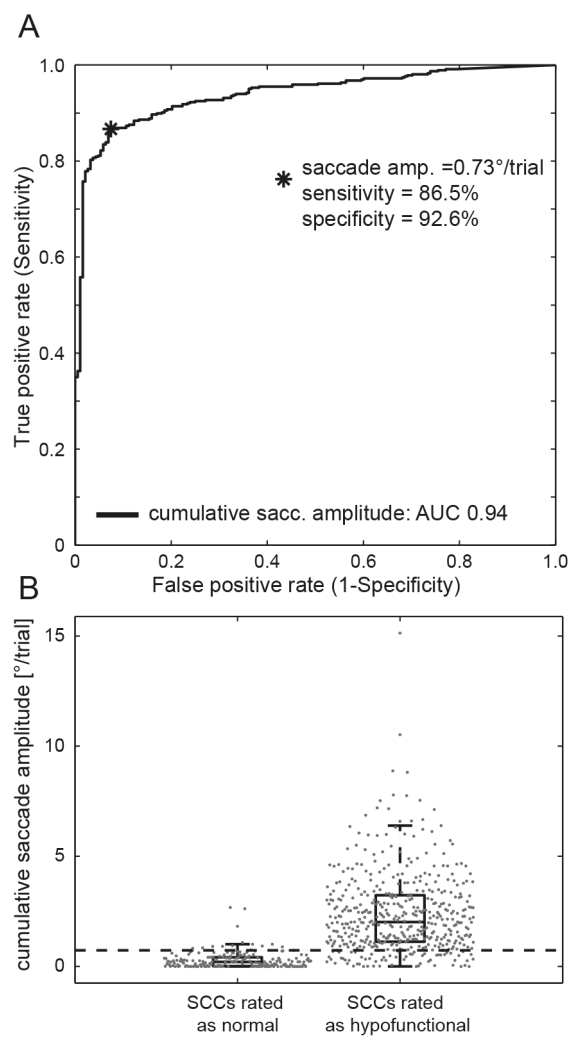 A
1.0
0.8
0.6
0.4
0.2
0
True positive rate (Sensitivity)
saccade amp. =0.73°/trial
sensitivity = 86.5%
specificity = 92.6%
cumulative sacc. amplitude: AUC 0.94
0 0.2 0.4 0.6 0.8 1.0
False positive rate (1-Specificity)
B
15
10
5
0
cumulative saccade amplitude [°/trial]
SCCs rated
as normal
SCCs rated
as hypofunctional